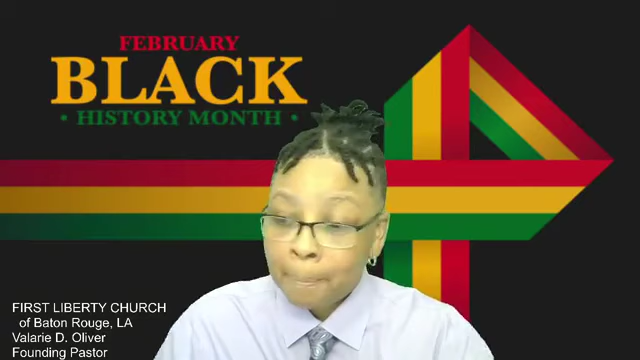 FEBRUARY
BLACK
• HISTORY MONTH •
FIRST LIBERTY CHURCH
of Baton Rouge, LA
Valarie D. Oliver
Founding Pastor